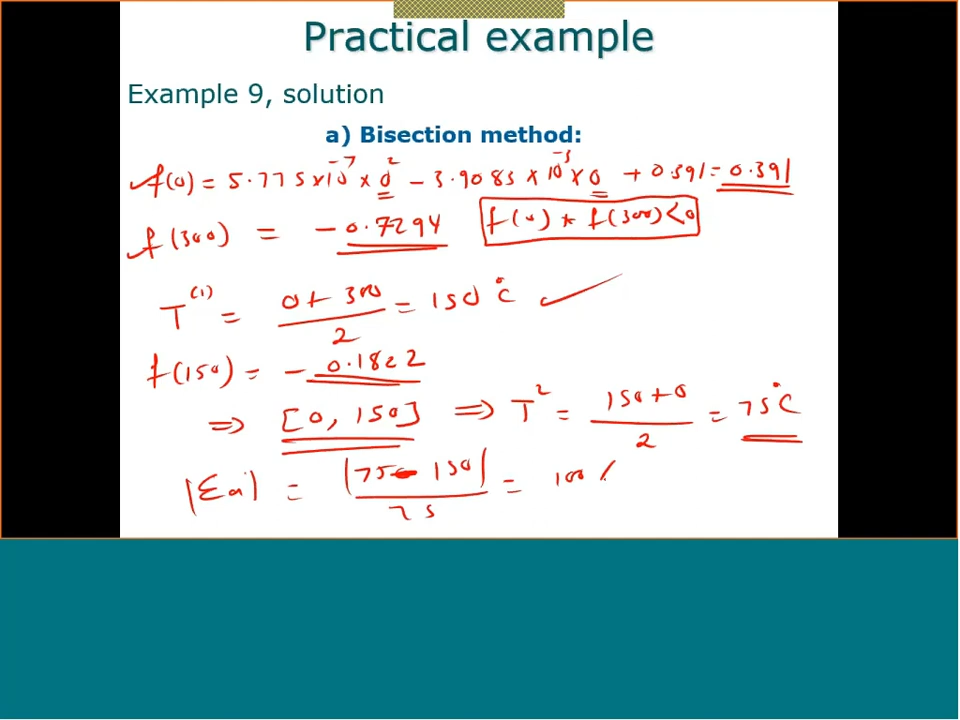 Practical example
Example 9, solution
a) Bisection method:
f(0) = 5.775×10⁻⁷ × 0² − 3.9083 × 10⁻³ × 0 + 0.391 = 0.391
f(300) = −0.7294 f(0) * f(300) < 0
T⁽¹⁾ = (0 + 300)/2 = 150°C ✓
f(150) = −0.1822
⇒ [0, 150] ⇒ T² = (150+0)/2 = 75°C
|Ea| = |75 − 150|/75 = 100%